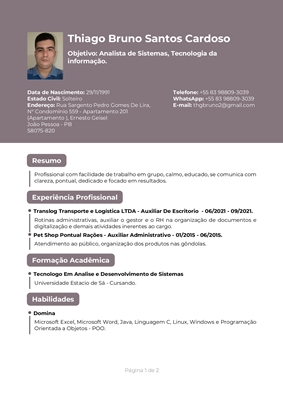 Thiago Bruno Santos Cardoso
Objetivo: Analista de Sistemas, Tecnologia da
informação.
Data de Nascimento: 29/11/1991
Estado Civil: Solteiro
Endereço: Rua Sargento Pedro Gomes De Lira,
Nº Condomínio 559 - Apartamento 201
(Apartamento ), Ernesto Geisel
João Pessoa - PB
58075-820
Telefone: +55 83 98809-3039
WhatsApp: +55 83 98809-3039
E-mail: thgbruno2@gmail.com
Resumo
Profissional com facilidade de trabalho em grupo, calmo, educado, se comunica com
clareza, pontual, dedicado e focado em resultados.
Experiência Profissional
Translog Transporte e Logistica LTDA - Auxiliar De Escritorio - 06/2021 - 09/2021.
Rotinas administrativas, auxiliar o gestor e o RH na organização de documentos e
digitalização e demais atividades inerentes ao cargo.
Pet Shop Pontual Rações - Auxiliar Administrativo - 01/2015 - 06/2015.
Atendimento ao público, organização dos produtos nas gôndolas.
Formação Acadêmica
Tecnologo Em Analise e Desenvolvimento de Sistemas
Universidade Estacio de Sá - Cursando.
Habilidades
Domina
Microsoft Excel, Microsoft Word, Java, Linguagem C, Linux, Windows e Programação
Orientada a Objetos - POO.
Página 1 de 2